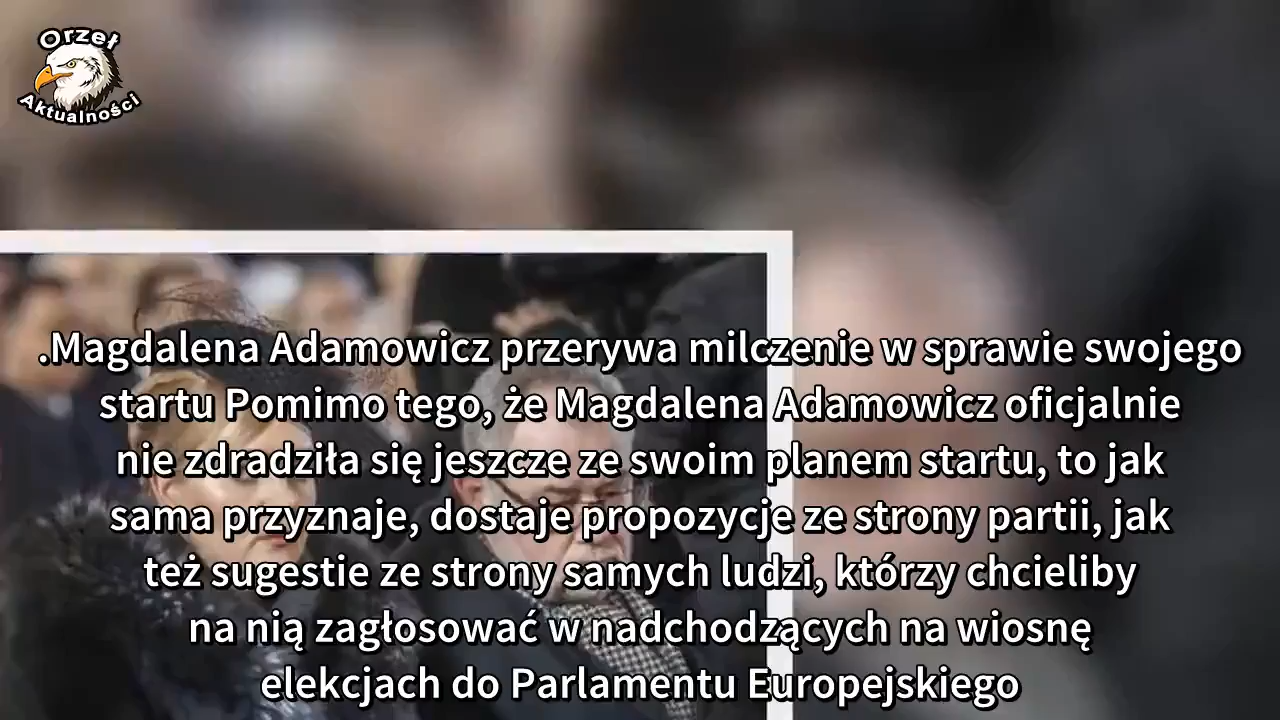 Orzeł
Aktualności
.Magdalena Adamowicz przerywa milczenie w sprawie swojego
startu Pomimo tego, że Magdalena Adamowicz oficjalnie
nie zdradziła się jeszcze ze swoim planem startu, to jak
sama przyznaje, dostaje propozycje ze strony partii, jak
też sugestie ze strony samych ludzi, którzy chcieliby
na nią zagłosować w nadchodzących na wiosnę
elekcjach do Parlamentu Europejskiego